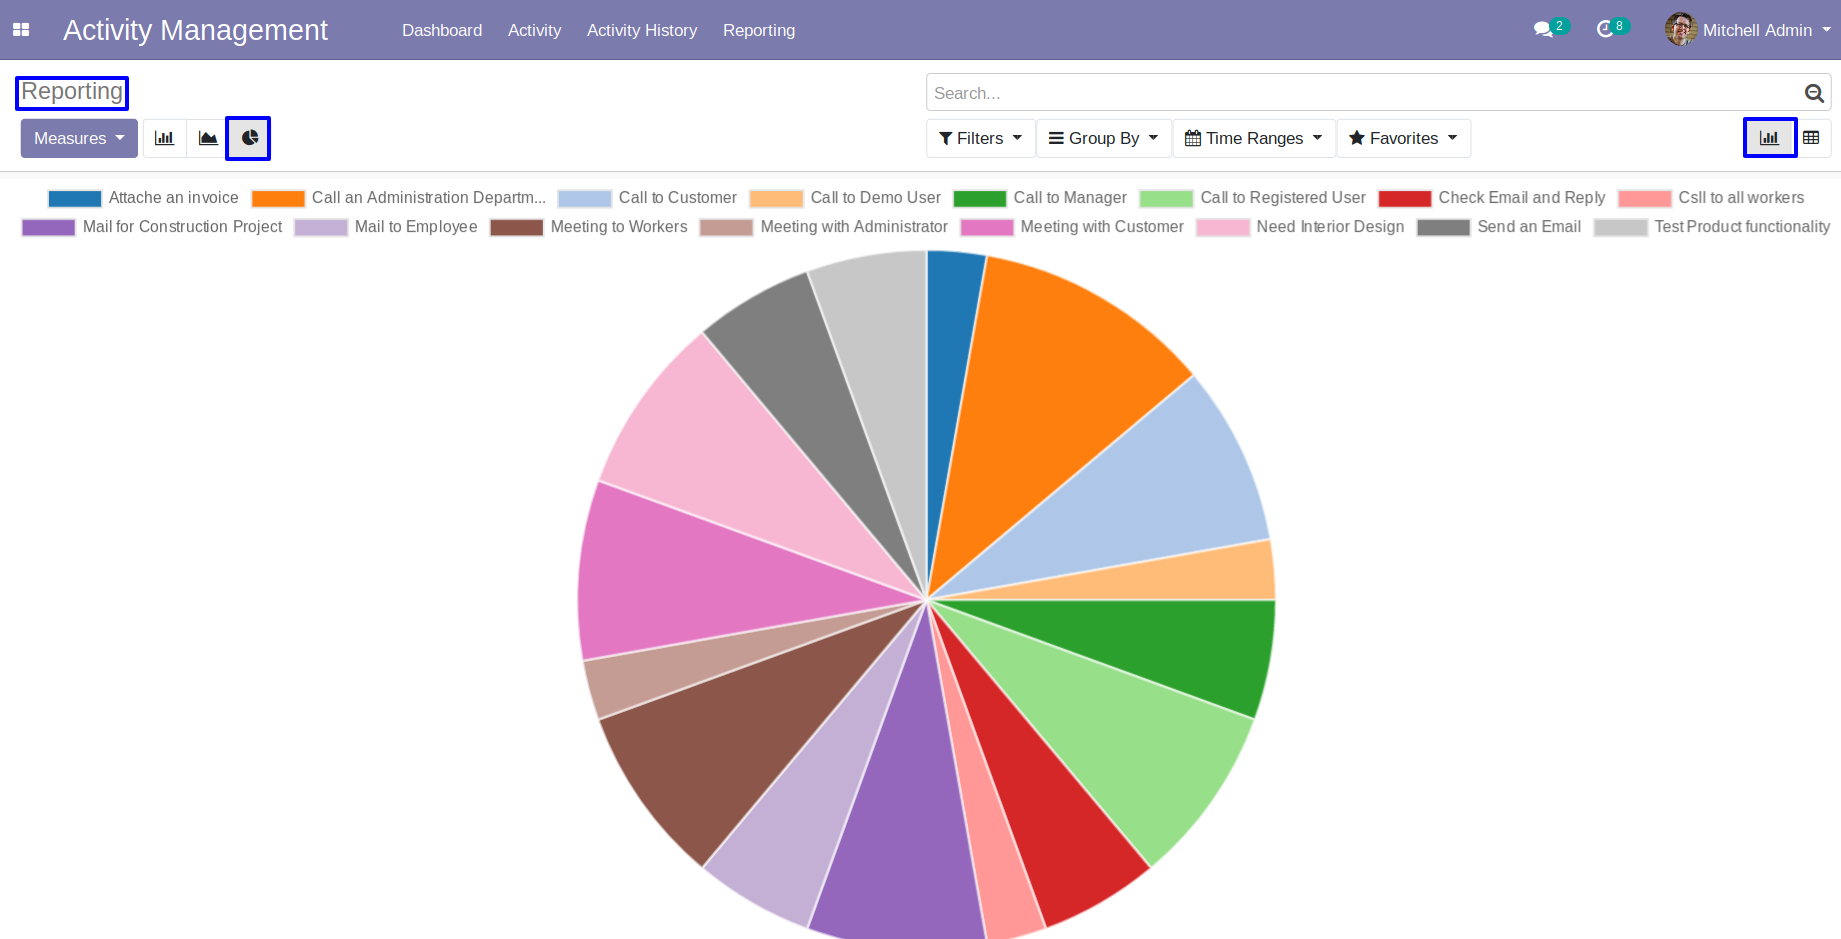 Activity Management Dashboard Activity Activity History Reporting 2 8 Mitchell Admin
Reporting
Search...
Measures Filters Group By Time Ranges Favorites
Attache an invoice Call an Administration Departm... Call to Customer Call to Demo User Call to Manager Call to Registered User Check Email and Reply Csll to all workers
Mail for Construction Project Mail to Employee Meeting to Workers Meeting with Administrator Meeting with Customer Need Interior Design Send an Email Test Product functionality